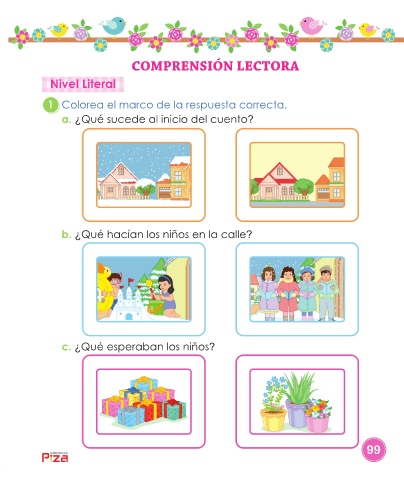 COMPRENSIÓN LECTORA
Nivel Literal
1 Colorea el marco de la respuesta correcta.
a. ¿Qué sucede al inicio del cuento?
b. ¿Qué hacían los niños en la calle?
c. ¿Qué esperaban los niños?
P'za
99